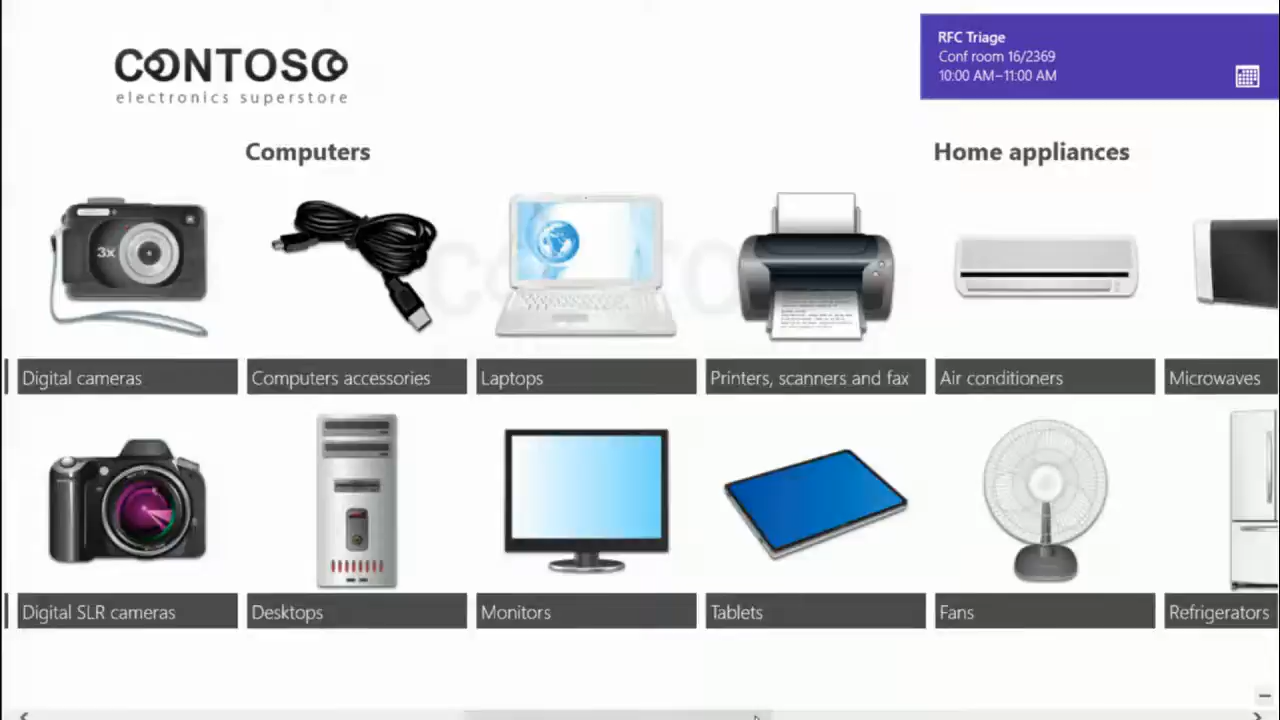 CONTOSO
electronics superstore
RFC Triage
Conf room 16/2369
10:00 AM–11:00 AM
Computers
Home appliances
3x
Digital cameras
Computers accessories
Laptops
Printers, scanners and fax
Air conditioners
Microwaves
Digital SLR cameras
Desktops
Monitors
Tablets
Fans
Refrigerators